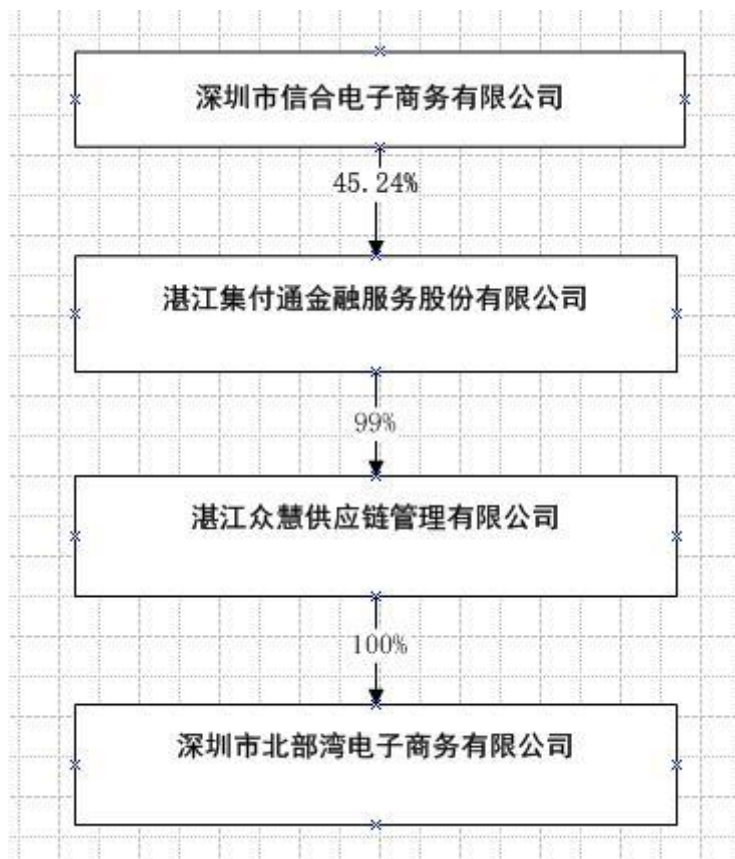 深圳市信合电子商务有限公司
45.24%
湛江集付通金融服务股份有限公司
99%
湛江众慧供应链管理有限公司
100%
深圳市北部湾电子商务有限公司